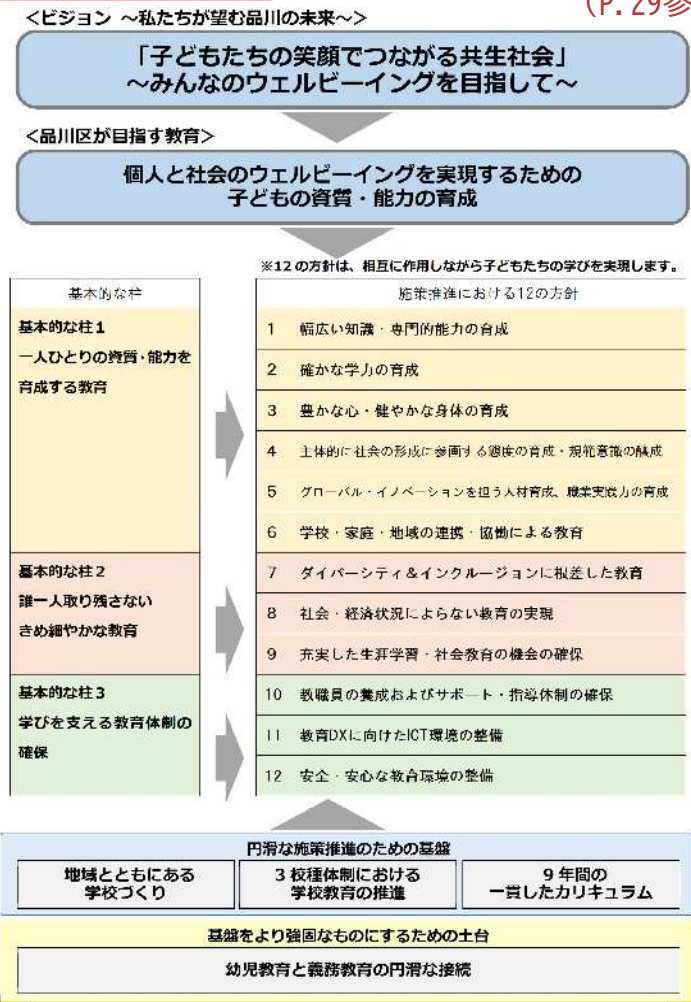 (P. 29参
<ビジョン ～私たちが望む品川の未来～>
「子どもたちの笑顔でつながる共生社会」
～みんなのウェルビーイングを目指して～
<品川区が目指す教育>
個人と社会のウェルビーイングを実現するための
子どもの資質・能力の育成
※12の方針は、相互に作用しながら子どもたちの学びを実現します。
基本的な柱
施策推進における12の方針
基本的な柱1
一人ひとりの資質・能力を
育成する教育
1 幅広い知識・専門的能力の育成
2 確かな学力の育成
3 豊かな心・健やかな身体の育成
4 主体的に社会の形成に参画する態度の育成・規範意識の醸成
5 グローバル・イノベーションを担う人材育成、職業実践力の育成
6 学校・家庭・地域の連携・協働による教育
基本的な柱2
誰一人取り残さない
きめ細やかな教育
7 ダイバーシティ&インクルージョンに根差した教育
8 社会・経済状況によらない教育の実現
9 充実した生涯学習・社会教育の機会の確保
基本的な柱3
学びを支える教育体制の
確保
10 教職員の養成およびサポート・指導体制の確保
11 教育DXに向けたICT環境の整備
12 安全・安心な教育環境の整備
円滑な施策推進のための基盤
地域とともにある
学校づくり
3校種体制における
学校教育の推進
9年間の
一貫したカリキュラム
基盤をより強固なものにするための土台
幼児教育と義務教育の円滑な接続